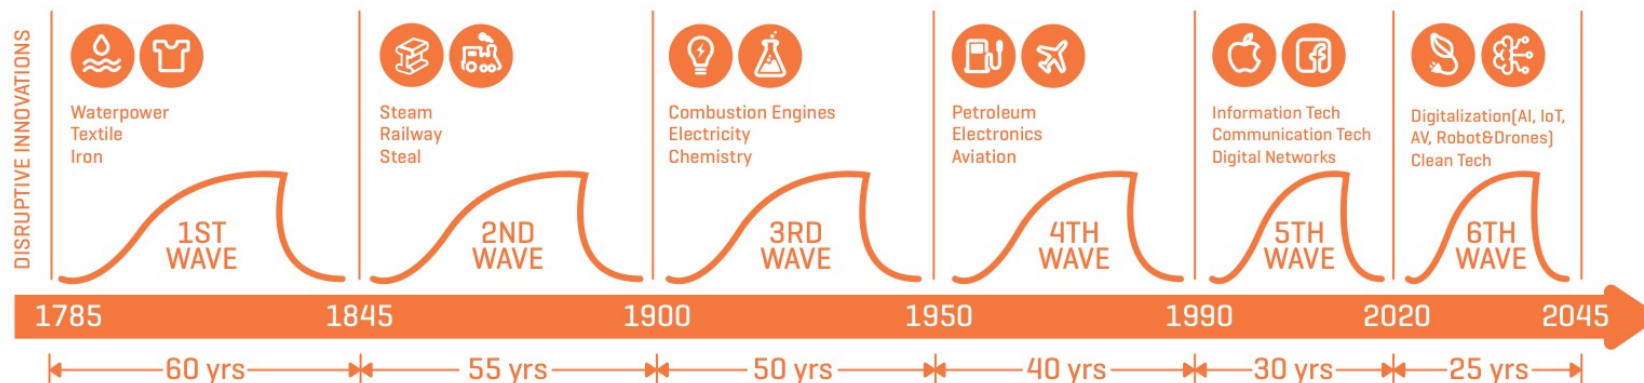 DISRUPTIVE INNOVATIONS
Waterpower
Textile
Iron
1ST
WAVE
Steam
Railway
Steal
2ND
WAVE
Combustion Engines
Electricity
Chemistry
3RD
WAVE
Petroleum
Electronics
Aviation
4TH
WAVE
Information Tech
Communication Tech
Digital Networks
5TH
WAVE
Digitalization(AI, IoT,
AV, Robot&Drones)
Clean Tech
6TH
WAVE
1785 1845 1900 1950 1990 2020 2045
60 yrs 55 yrs 50 yrs 40 yrs 30 yrs 25 yrs